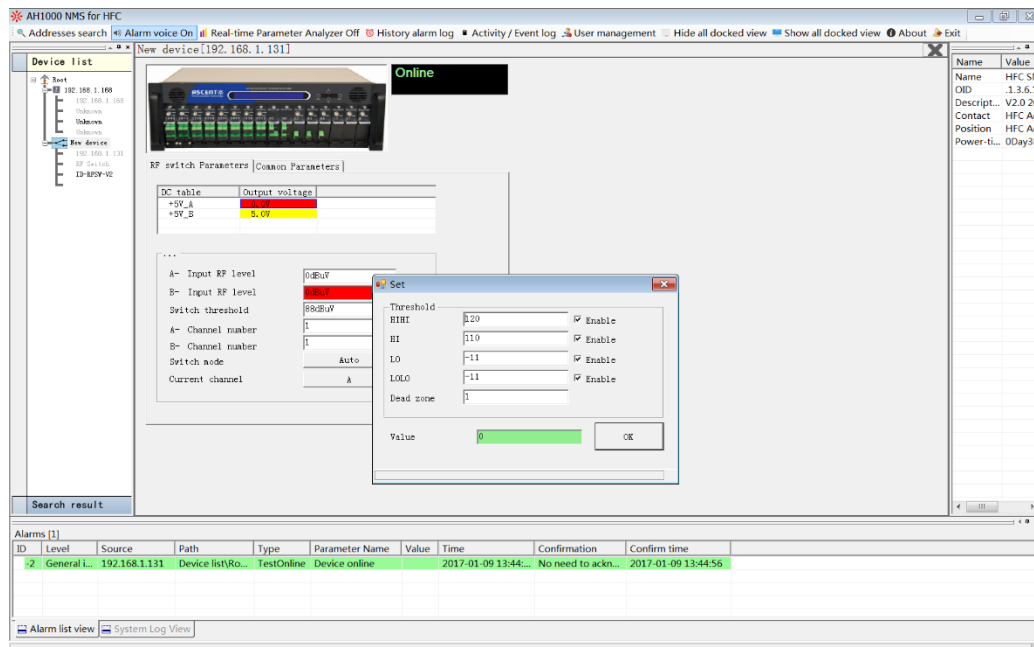 AH1000 NMS for HFC
Addresses search Alarm voice On Real-time Parameter Analyzer Off History alarm log Activity / Event log User management Hide all docked view Show all docked view About Exit
Device list
Root
192.168.1.168
192.168.1.168
Unknown
Unknown
Unknown
New device
192.168.1.131
RF Switch
ID-RPSW-V2
Search result
New device[192.168.1.131]
ASCENT
Online
RF switch Parameters Common Parameters
DC table Output voltage
+5V_A 0.0V
+5V_B 5.0V
...
A- Input RF level 0dBuV
B- Input RF level 0dBuV
Switch threshold 88dBuV
A- Channel number 1
B- Channel number 1
Switch mode Auto
Current channel A
Set
Threshold
HIHI 120 Enable
HI 110 Enable
LO -11 Enable
LOLO -11 Enable
Dead zone 1
Value 0 OK
Name Value
Name HFC SI
OID .1.3.6.1
Descript... V2.0 20
Contact HFC A
Position HFC A
Power-ti... 0Day3
Alarms [1]
ID Level Source Path Type Parameter Name Value Time Confirmation Confirm time
-2 General i... 192.168.1.131 Device list\Ro... TestOnline Device online 2017-01-09 13:44:... No need to ackn... 2017-01-09 13:44:56
Alarm list view System Log View